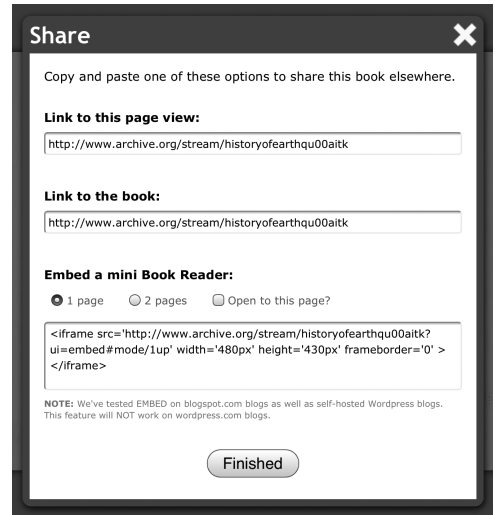 Share
Copy and paste one of these options to share this book elsewhere.
Link to this page view:
http://www.archive.org/stream/historyofearthqu00aitk
Link to the book:
http://www.archive.org/stream/historyofearthqu00aitk
Embed a mini Book Reader:
1 page 2 pages Open to this page?
<iframe src='http://www.archive.org/stream/historyofearthqu00aitk?
ui=embed#mode/1up' width='480px' height='430px' frameborder='0' >
</iframe>
NOTE: We've tested EMBED on blogspot.com blogs as well as self-hosted Wordpress blogs.
This feature will NOT work on wordpress.com blogs.
Finished